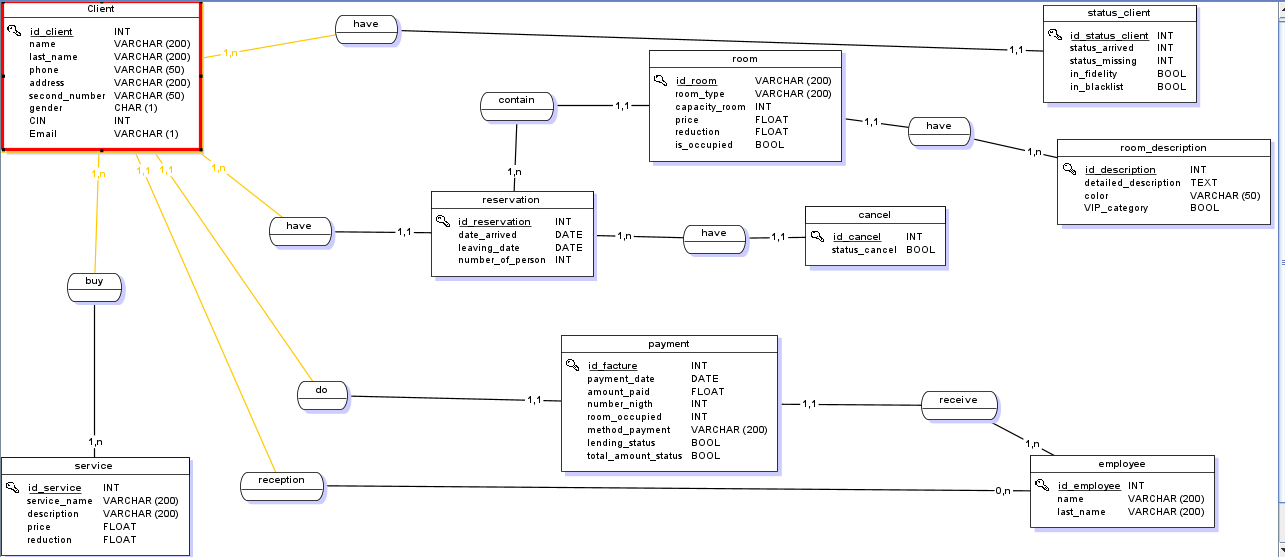 Client
id_client INT
name VARCHAR (200)
last_name VARCHAR (200)
phone VARCHAR (50)
address VARCHAR (200)
second_number VARCHAR (50)
gender CHAR (1)
CIN INT
Email VARCHAR (1)
have
1,n
1,1
status_client
id_status_client INT
status_arrived INT
status_missing INT
in_fidelity BOOL
in_blacklist BOOL
room
id_room VARCHAR (200)
room_type VARCHAR (200)
capacity_room INT
price FLOAT
reduction FLOAT
is_occupied BOOL
contain
1,1
1,n
have
1,1
1,n
room_description
id_description INT
detailed_description TEXT
color VARCHAR (50)
VIP_category BOOL
1,n
1,1
1,1
1,n
reservation
id_reservation INT
date_arrived DATE
leaving_date DATE
number_of_person INT
have
1,1
1,n
have
1,1
cancel
id_cancel INT
status_cancel BOOL
buy
1,n
payment
id_facture INT
payment_date DATE
amount_paid FLOAT
number_nigth INT
room_occupied INT
method_payment VARCHAR (200)
lending_status BOOL
total_amount_status BOOL
do
1,1
1,1
receive
1,n
service
id_service INT
service_name VARCHAR (200)
description VARCHAR (200)
price FLOAT
reduction FLOAT
reception
0,n
employee
id_employee INT
name VARCHAR (200)
last_name VARCHAR (200)